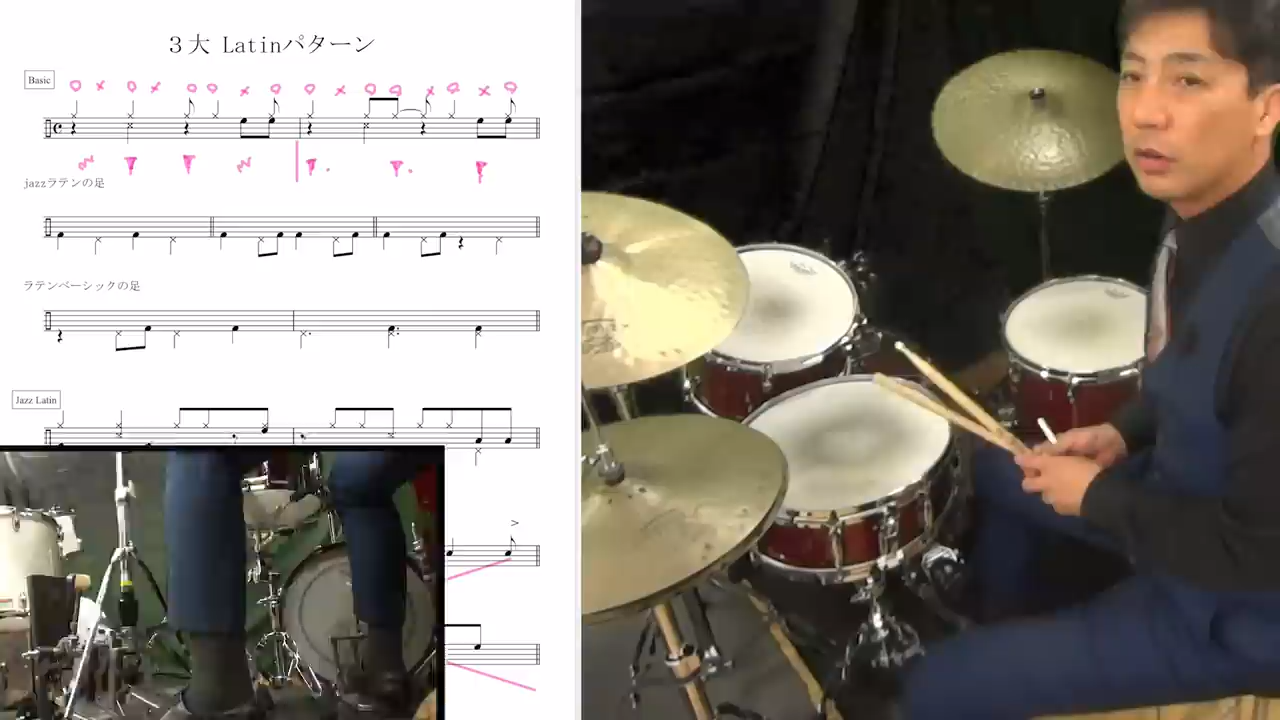 ３大 Latinパターン
Basic
jazzラテンの足
ラテンベーシックの足
Jazz Latin